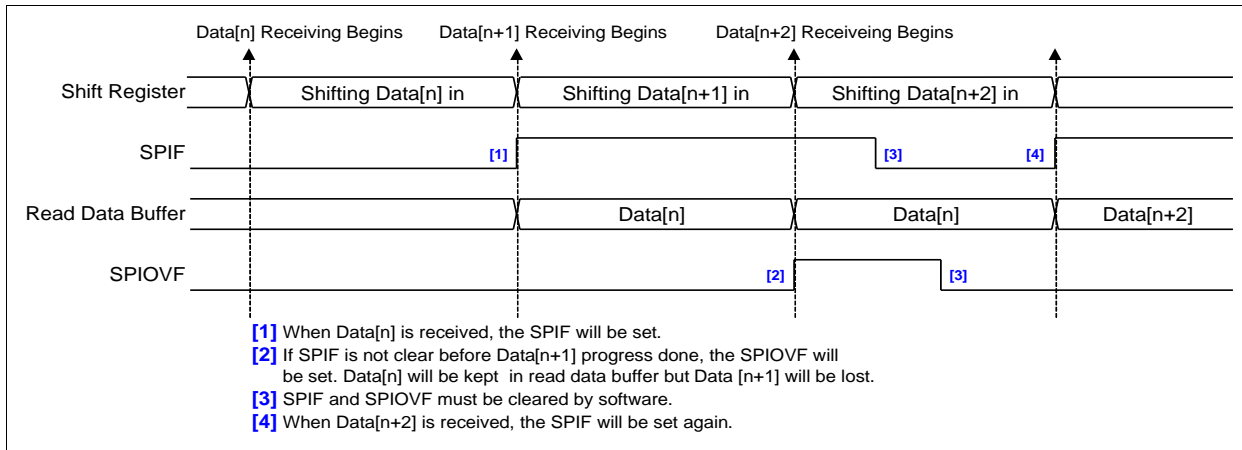 Data[n] Receiving Begins Data[n+1] Receiving Begins Data[n+2] Receiveing Begins
Shift Register Shifting Data[n] in Shifting Data[n+1] in Shifting Data[n+2] in
SPIF [1] [3] [4]
Read Data Buffer Data[n] Data[n] Data[n+2]
SPIOVF [2] [3]
[1] When Data[n] is received, the SPIF will be set.
[2] If SPIF is not clear before Data[n+1] progress done, the SPIOVF will
be set. Data[n] will be kept in read data buffer but Data [n+1] will be lost.
[3] SPIF and SPIOVF must be cleared by software.
[4] When Data[n+2] is received, the SPIF will be set again.